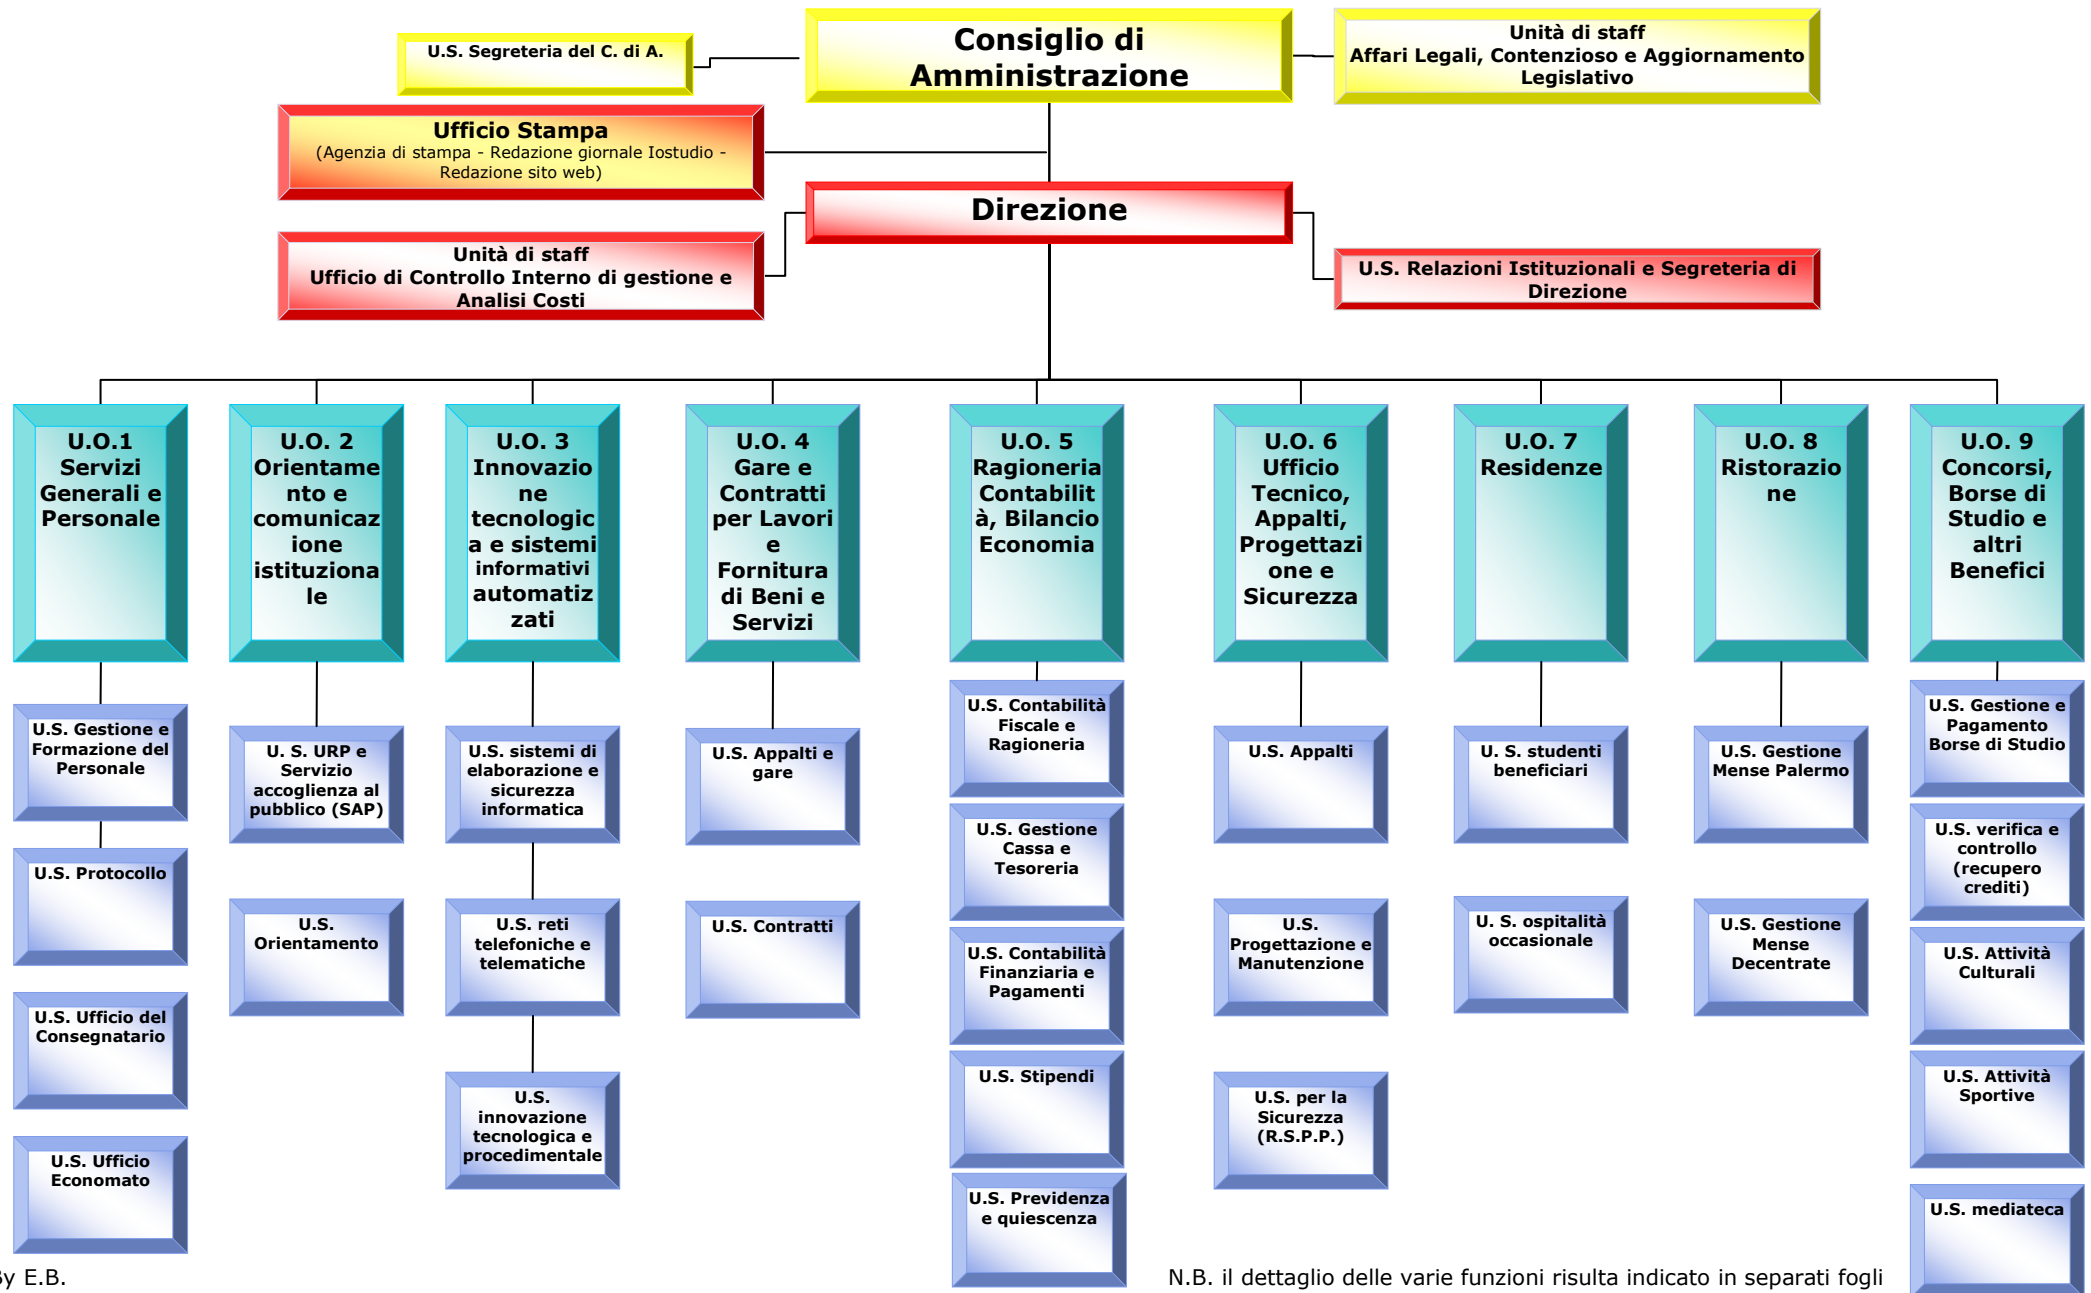 U.S. Segreteria del C. di A.
Consiglio di
Amministrazione
Unità di staff
Affari Legali, Contenzioso e Aggiornamento
Legislativo
Ufficio Stampa
(Agenzia di stampa - Redazione giornale Iostudio -
Redazione sito web)
Direzione
Unità di staff
Ufficio di Controllo Interno di gestione e
Analisi Costi
U.S. Relazioni Istituzionali e Segreteria di
Direzione
U.O.1
Servizi
Generali e
Personale
U.O. 2
Orientame
nto e
comunicaz
ione
istituziona
le
U.O. 3
Innovazio
ne
tecnologic
a e sistemi
informativi
automatiz
zati
U.O. 4
Gare e
Contratti
per Lavori
e
Fornitura
di Beni e
Servizi
U.O. 5
Ragioneria
Contabilit
à, Bilancio
Economia
U.O. 6
Ufficio
Tecnico,
Appalti,
Progettazi
one e
Sicurezza
U.O. 7
Residenze
U.O. 8
Ristorazio
ne
U.O. 9
Concorsi,
Borse di
Studio e
altri
Benefici
U.S. Gestione e
Formazione del
Personale
U.S. Protocollo
U.S. Ufficio del
Consegnatario
U.S. Ufficio
Economato
U. S. URP e
Servizio
accoglienza al
pubblico (SAP)
U.S.
Orientamento
U.S. sistemi di
elaborazione e
sicurezza
informatica
U.S. reti
telefoniche e
telematiche
U.S.
innovazione
tecnologica e
procedimentale
U.S. Appalti e
gare
U.S. Contratti
U.S. Contabilità
Fiscale e
Ragioneria
U.S. Gestione
Cassa e
Tesoreria
U.S. Contabilità
Finanziaria e
Pagamenti
U.S. Stipendi
U.S. Previdenza
e quiescenza
U.S. Appalti
U.S.
Progettazione e
Manutenzione
U.S. per la
Sicurezza
(R.S.P.P.)
U. S. studenti
beneficiari
U. S. ospitalità
occasionale
U.S. Gestione
Mense Palermo
U.S. Gestione
Mense
Decentrate
U.S. Gestione e
Pagamento
Borse di Studio
U.S. verifica e
controllo
(recupero
crediti)
U.S. Attività
Culturali
U.S. Attività
Sportive
U.S. mediateca
By E.B.
N.B. il dettaglio delle varie funzioni risulta indicato in separati fogli